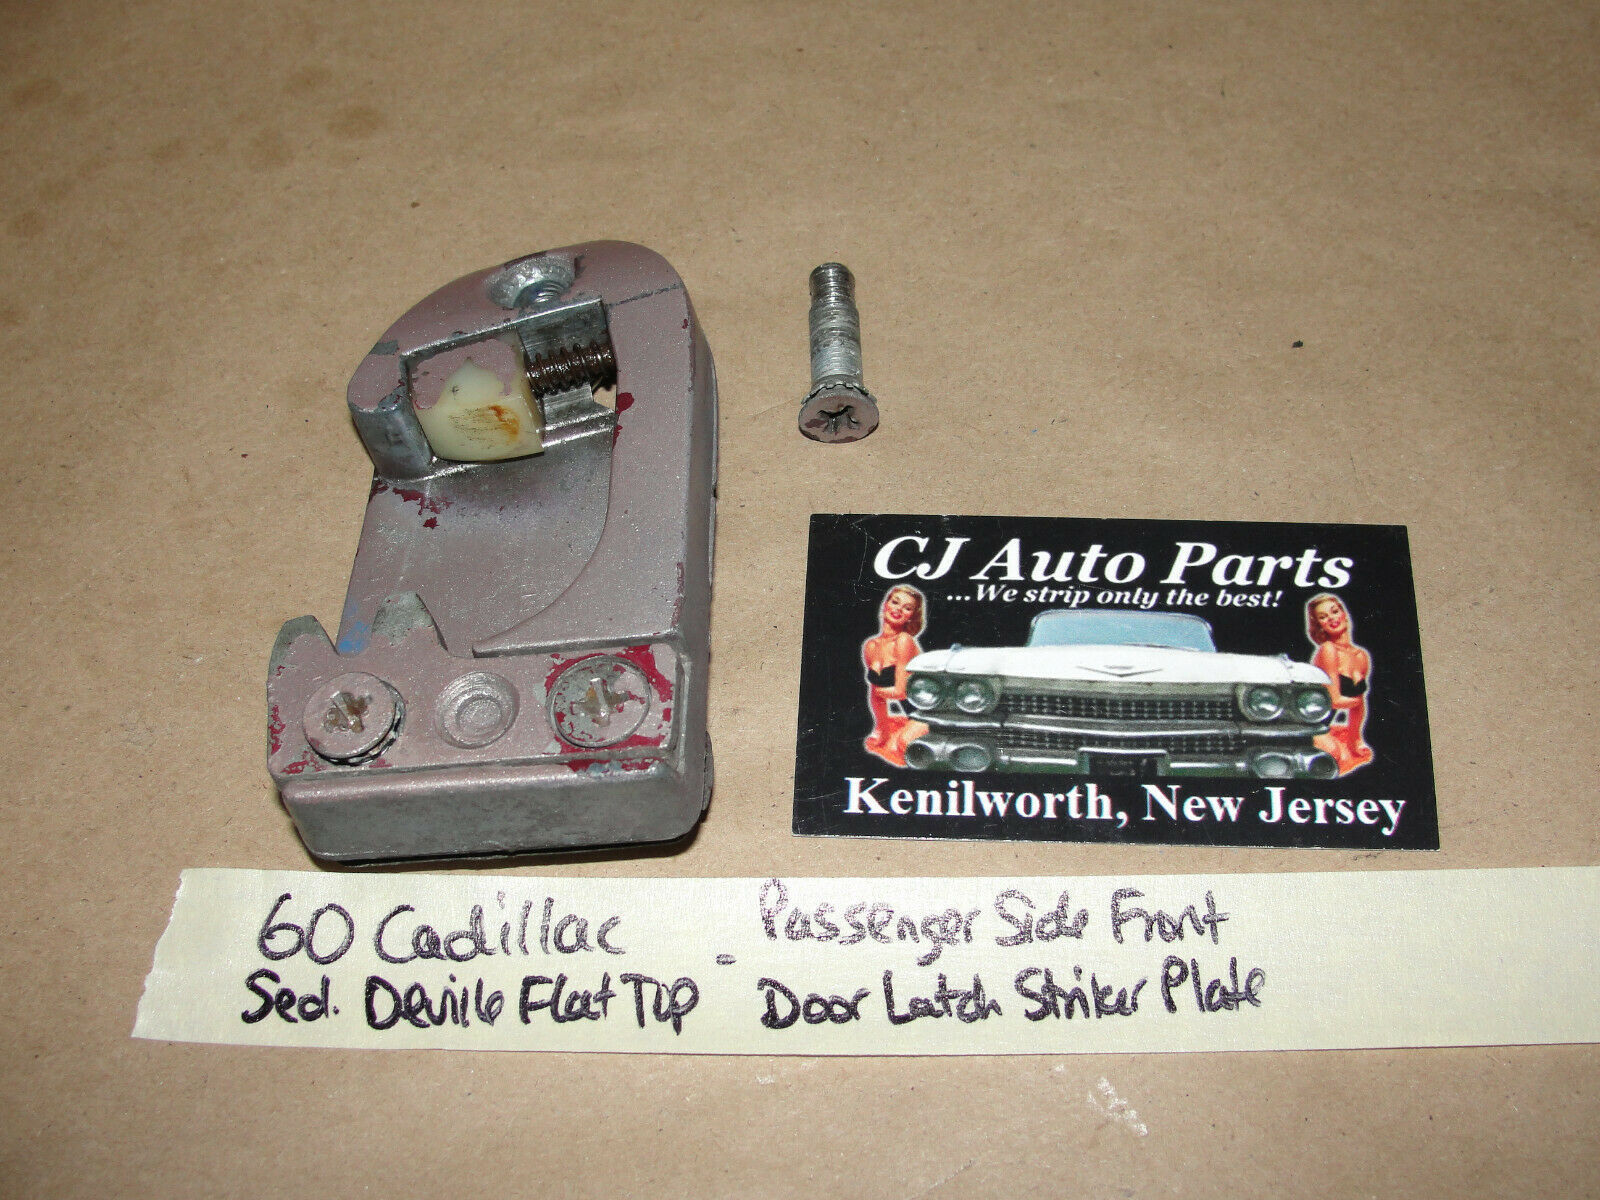 CJ Auto Parts
...We strip only the best!
Kenilworth, New Jersey
60 Cadillac - Passenger Side Front
Sed. Deville Flat Top Door Latch Striker Plate